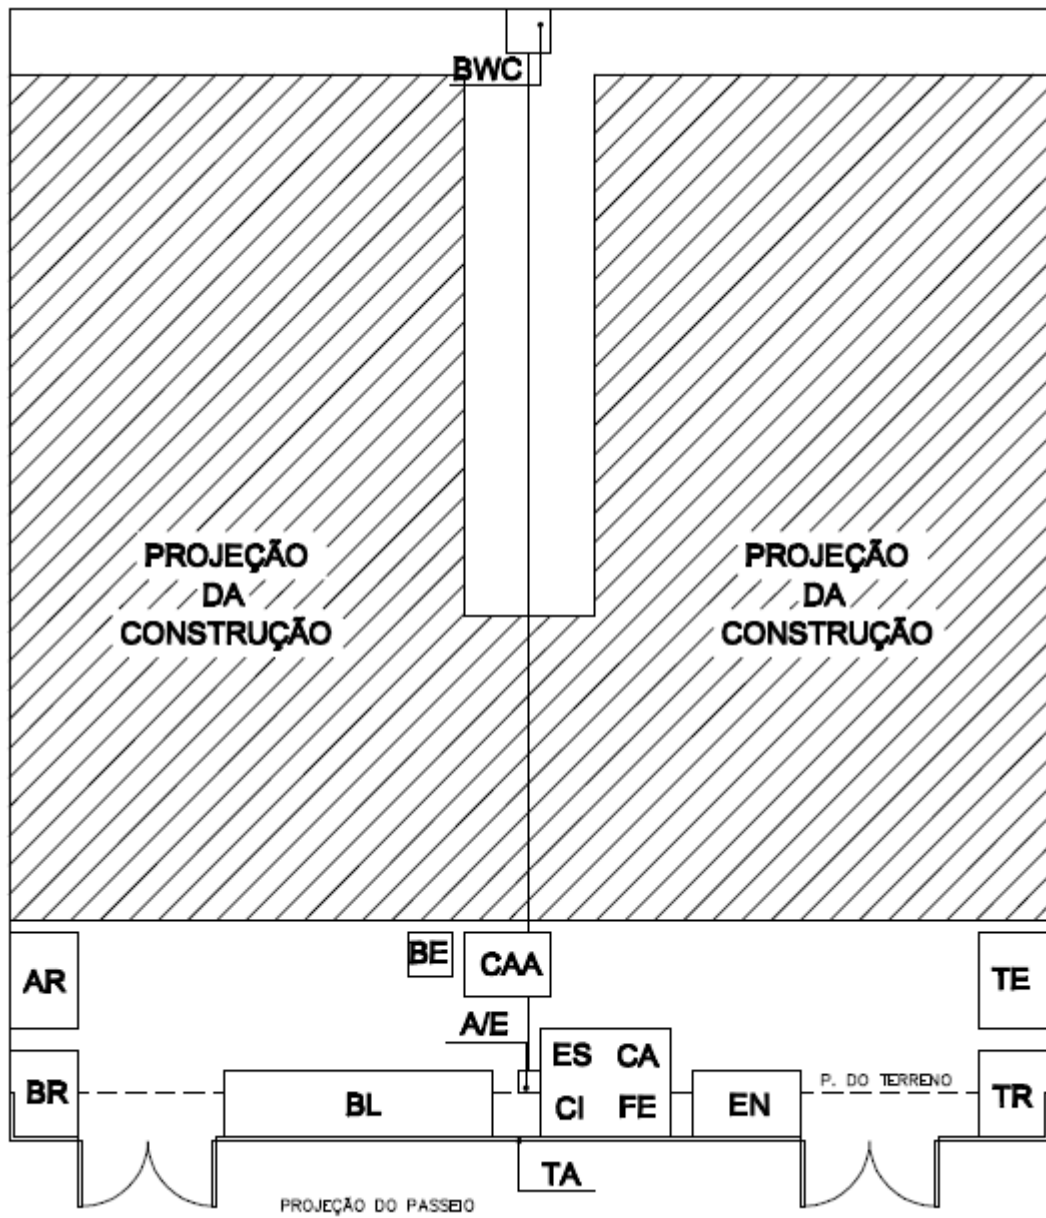 BWC
PROJEÇÃO
DA
CONSTRUÇÃO
PROJEÇÃO
DA
CONSTRUÇÃO
AR
BE
CAA
TE
A/E
ES CA
CI FE
BR
BL
EN
P. DO TERRENO
TR
TA
PROJEÇÃO DO PASSEIO